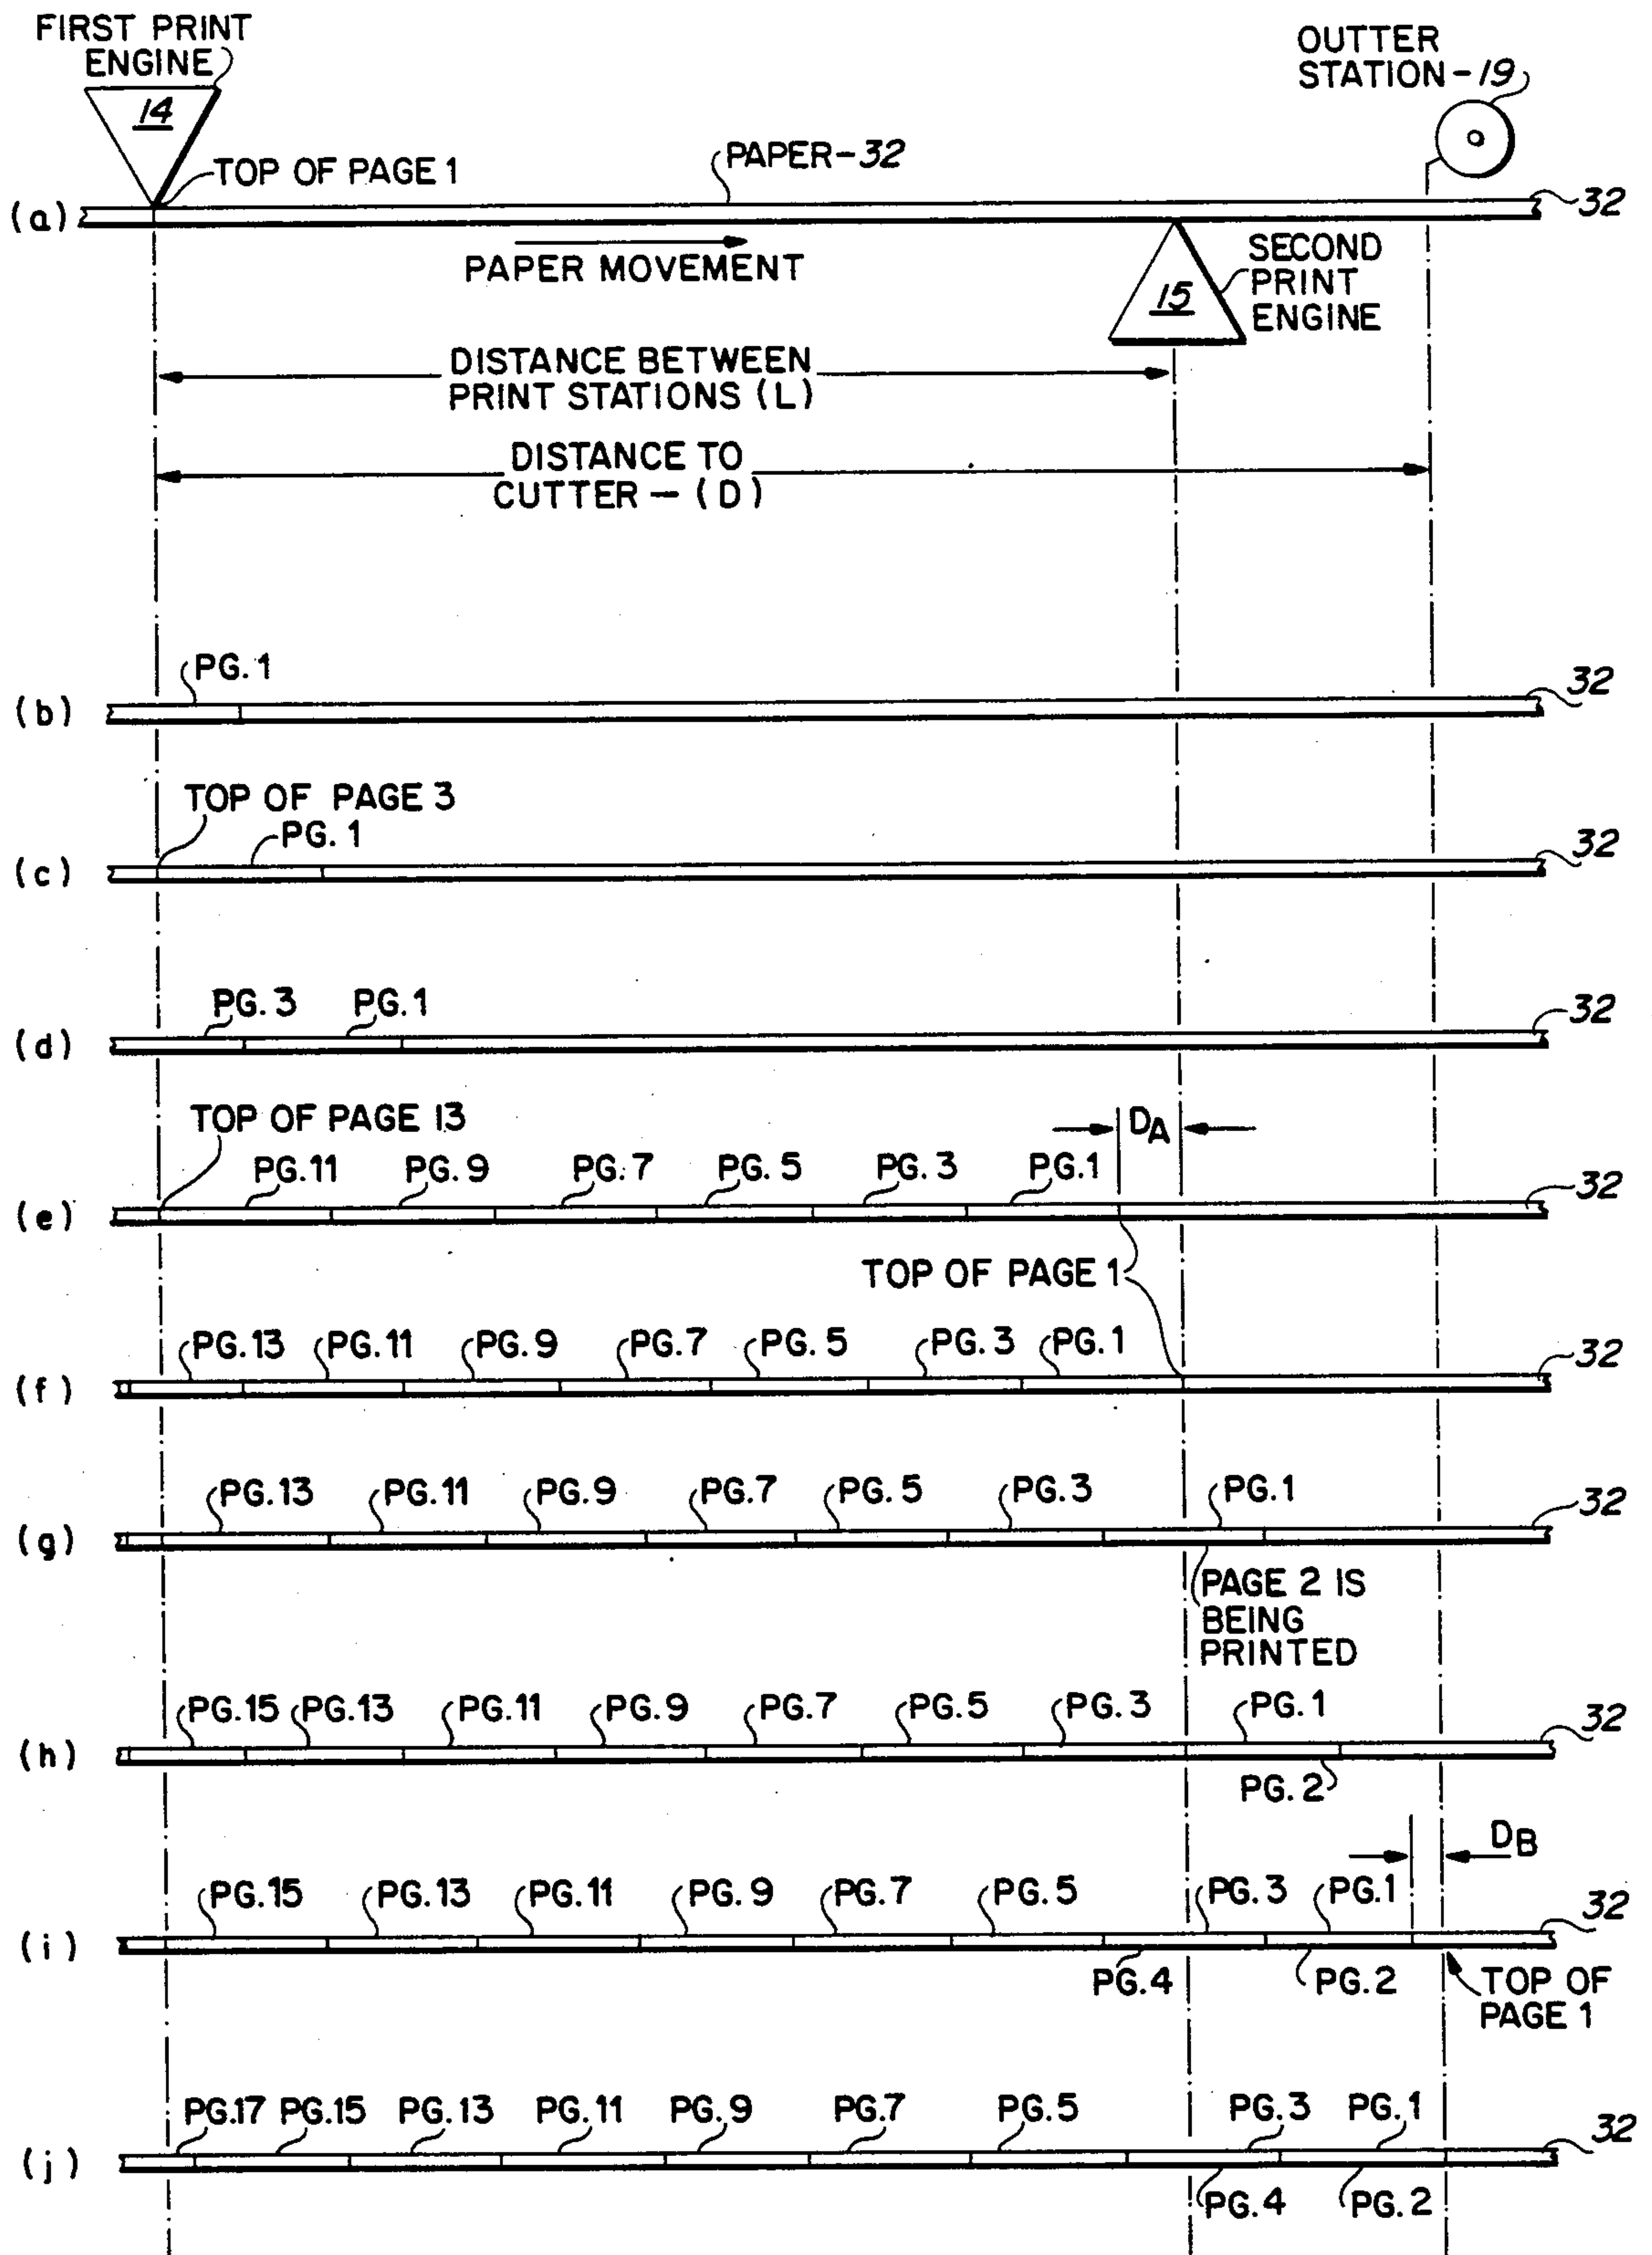 FIRST PRINT
ENGINE
14
TOP OF PAGE 1
PAPER-32
OUTTER
STATION-19
(a)
32
PAPER MOVEMENT
15
SECOND
PRINT
ENGINE
DISTANCE BETWEEN
PRINT STATIONS (L)
DISTANCE TO
CUTTER — (D)
PG. 1
(b)
32
TOP OF PAGE 3
PG. 1
(c)
32
PG. 3 PG. 1
(d)
32
TOP OF PAGE 13
DA
PG. 11 PG. 9 PG. 7 PG. 5 PG. 3 PG. 1
(e)
32
TOP OF PAGE 1
PG. 13 PG. 11 PG. 9 PG. 7 PG. 5 PG. 3 PG. 1
(f)
32
PG. 13 PG. 11 PG. 9 PG. 7 PG. 5 PG. 3 PG. 1
(g)
32
PAGE 2 IS
BEING
PRINTED
PG. 15 PG. 13 PG. 11 PG. 9 PG. 7 PG. 5 PG. 3 PG. 1
(h)
32
PG. 2
DB
PG. 15 PG. 13 PG. 11 PG. 9 PG. 7 PG. 5 PG. 3 PG. 1
(i)
32
PG. 4 PG. 2
TOP OF
PAGE 1
PG. 17 PG. 15 PG. 13 PG. 11 PG. 9 PG. 7 PG. 5 PG. 3 PG. 1
(j)
32
PG. 4 PG. 2